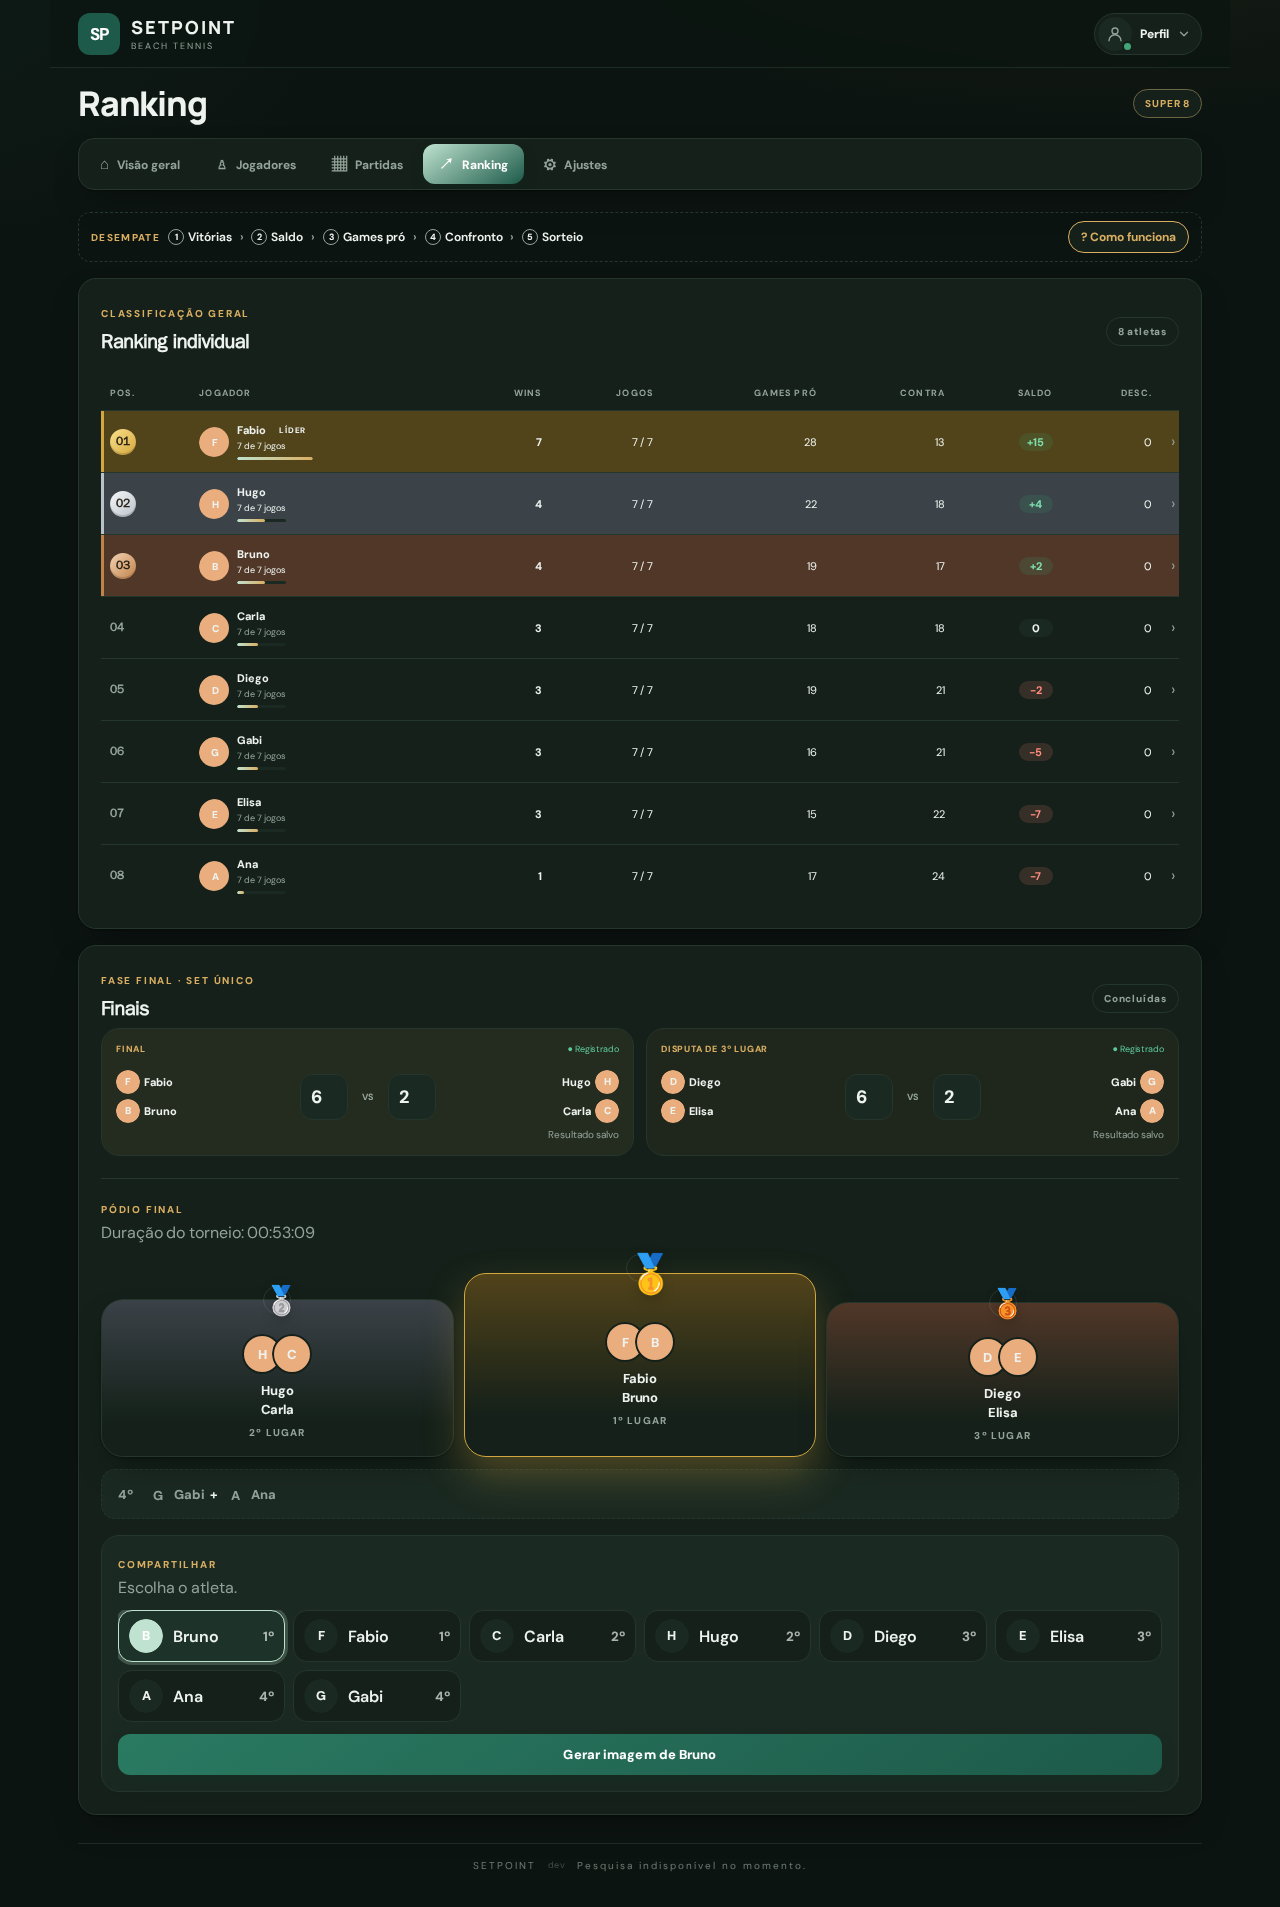 SP SETPOINT
BEACH TENNIS
Perfil
Ranking
SUPER 8
Visão geral Jogadores Partidas Ranking Ajustes
DESEMPATE 1 Vitórias › 2 Saldo › 3 Games pró › 4 Confronto › 5 Sorteio
? Como funciona
CLASSIFICAÇÃO GERAL
Ranking individual
8 atletas
POS. JOGADOR WINS JOGOS GAMES PRÓ CONTRA SALDO DESC.
01 F Fabio LÍDER 7 7 / 7 28 13 +15 0 ›
7 de 7 jogos
02 H Hugo 4 7 / 7 22 18 +4 0 ›
7 de 7 jogos
03 B Bruno 4 7 / 7 19 17 +2 0 ›
7 de 7 jogos
04 C Carla 3 7 / 7 18 18 0 0 ›
7 de 7 jogos
05 D Diego 3 7 / 7 19 21 -2 0 ›
7 de 7 jogos
06 G Gabi 3 7 / 7 16 21 -5 0 ›
7 de 7 jogos
07 E Elisa 3 7 / 7 15 22 -7 0 ›
7 de 7 jogos
08 A Ana 1 7 / 7 17 24 -7 0 ›
7 de 7 jogos
FASE FINAL · SET ÚNICO
Finais
Concluídas
FINAL ● Registrado
F Fabio 6 vs 2 Hugo H
B Bruno Carla C
Resultado salvo
DISPUTA DE 3º LUGAR ● Registrado
D Diego 6 vs 2 Gabi G
E Elisa Ana A
Resultado salvo
PÓDIO FINAL
Duração do torneio: 00:53:09
2
H C
Hugo
Carla
2º LUGAR
1
F B
Fabio
Bruno
1º LUGAR
3
D E
Diego
Elisa
3º LUGAR
4º G Gabi + A Ana
COMPARTILHAR
Escolha o atleta.
B Bruno 1º F Fabio 1º C Carla 2º H Hugo 2º D Diego 3º E Elisa 3º
A Ana 4º G Gabi 4º
Gerar imagem de Bruno
SETPOINT dev Pesquisa indisponível no momento.